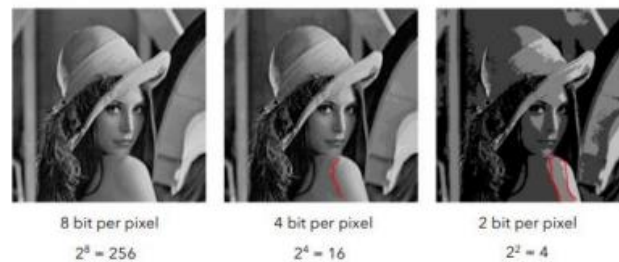 8 bit per pixel
4 bit per pixel
2 bit per pixel
2⁸ = 256
2⁴ = 16
2² = 4